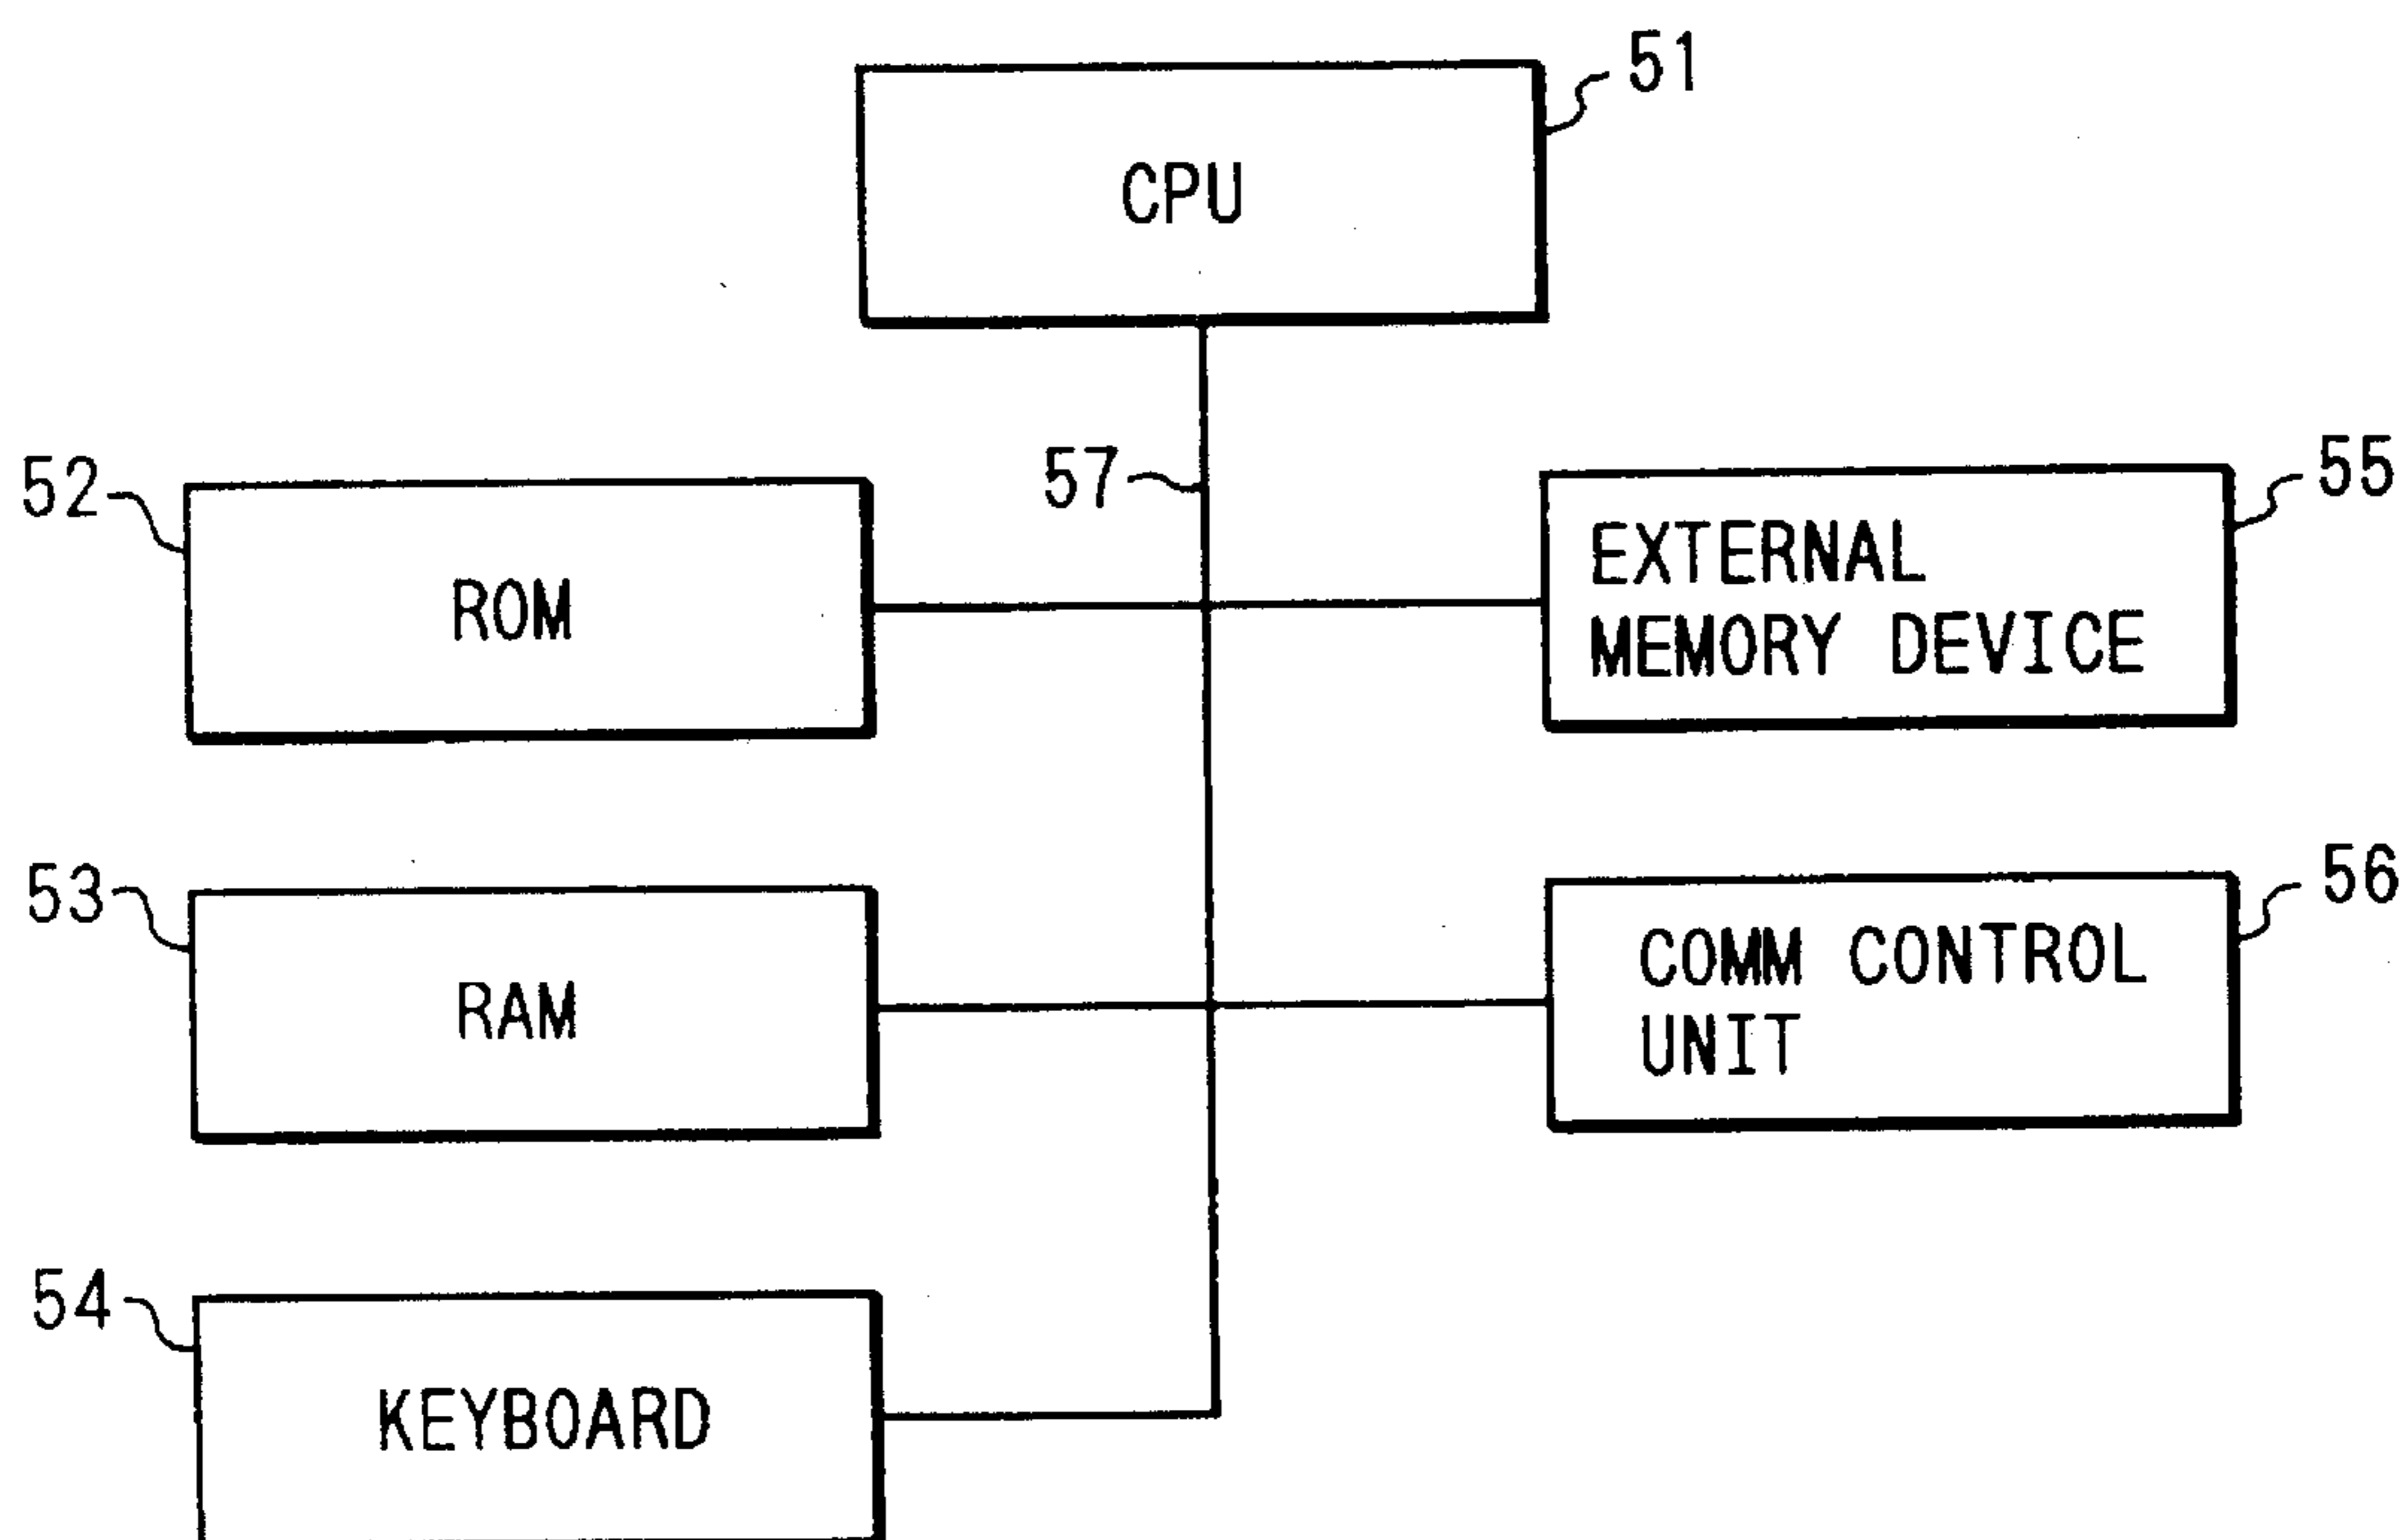 51
CPU
52
57
55
ROM
EXTERNAL
MEMORY DEVICE
53
56
RAM
COMM CONTROL
UNIT
54
KEYBOARD